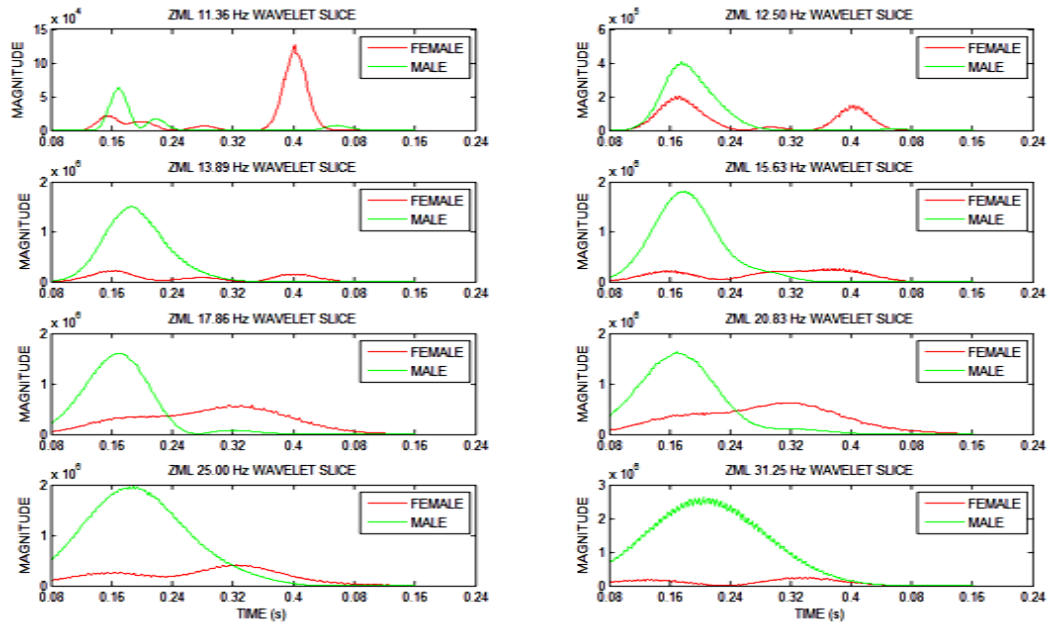 ZML 11.36 Hz WAVELET SLICE
x 10^4
MAGNITUDE
15
10
5
0
FEMALE
MALE
0.08 0.16 0.24 0.32 0.4 0.08 0.16 0.24
ZML 12.50 Hz WAVELET SLICE
x 10^5
MAGNITUDE
6
4
2
0
FEMALE
MALE
0.08 0.16 0.24 0.32 0.4 0.08 0.16 0.24
ZML 13.89 Hz WAVELET SLICE
x 10^6
MAGNITUDE
2
1
0
FEMALE
MALE
0.08 0.16 0.24 0.32 0.4 0.08 0.16 0.24
ZML 15.63 Hz WAVELET SLICE
x 10^6
MAGNITUDE
2
1
0
FEMALE
MALE
0.08 0.16 0.24 0.32 0.4 0.08 0.16 0.24
ZML 17.86 Hz WAVELET SLICE
x 10^6
MAGNITUDE
2
1
0
FEMALE
MALE
0.08 0.16 0.24 0.32 0.4 0.08 0.16 0.24
ZML 20.83 Hz WAVELET SLICE
x 10^6
MAGNITUDE
2
1
0
FEMALE
MALE
0.08 0.16 0.24 0.32 0.4 0.08 0.16 0.24
ZML 25.00 Hz WAVELET SLICE
x 10^6
MAGNITUDE
2
1
0
FEMALE
MALE
0.08 0.16 0.24 0.32 0.4 0.08 0.16 0.24
TIME (s)
ZML 31.25 Hz WAVELET SLICE
x 10^6
MAGNITUDE
3
2
1
0
FEMALE
MALE
0.08 0.16 0.24 0.32 0.4 0.08 0.16 0.24
TIME (s)